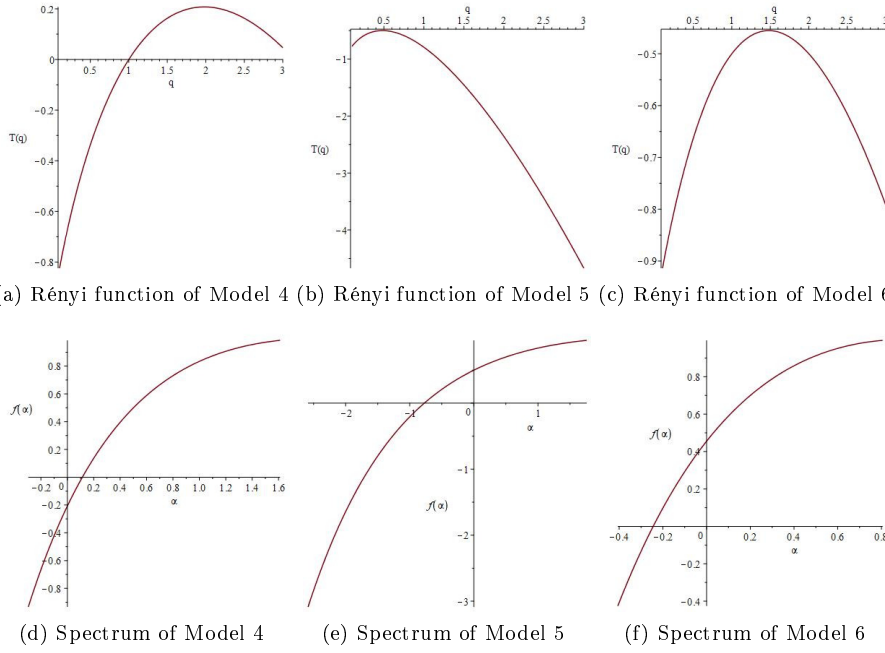 q
q
0.2
0.5 1 1.5 2 2.5 3
0.5 1 1.5 2 2.5 3
0
0.5 1 1.5 2 2.5 3
q
−0.2
−0.4
−0.6
−0.8
T(q)
−1
−2
−3
−4
T(q)
−0.5
−0.6
−0.7
−0.8
−0.9
T(q)
a) Rényi function of Model 4 (b) Rényi function of Model 5 (c) Rényi function of Model 6
0.8
0.6
0.4
0.2
f(α)
−0.2 0 0.2 0.4 0.6 0.8 1.0 1.2 1.4 1.6
α
−0.2
−0.4
−0.6
−0.8
−2 −1 0 1
α
−1
f(α)
−2
−3
0.8
0.6
f(α)
0.4
0.2
−0.4 −0.2 0 0.2 0.4 0.6 0.8
α
−0.2
−0.4
(d) Spectrum of Model 4
(e) Spectrum of Model 5
(f) Spectrum of Model 6